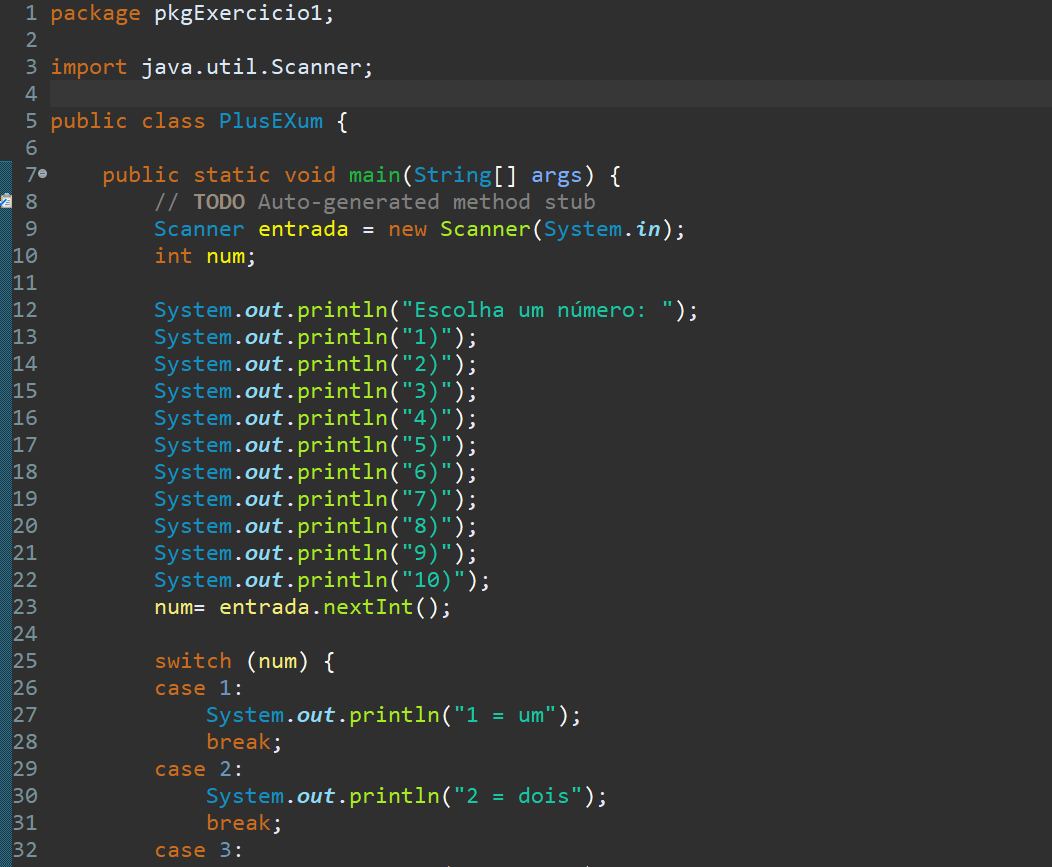 1 package pkgExercicio1;
2
3 import java.util.Scanner;
4
5 public class PlusEXum {
6
7 public static void main(String[] args) {
8 // TODO Auto-generated method stub
9 Scanner entrada = new Scanner(System.in);
10 int num;
11
12 System.out.println("Escolha um número: ");
13 System.out.println("1)");
14 System.out.println("2)");
15 System.out.println("3)");
16 System.out.println("4)");
17 System.out.println("5)");
18 System.out.println("6)");
19 System.out.println("7)");
20 System.out.println("8)");
21 System.out.println("9)");
22 System.out.println("10)");
23 num= entrada.nextInt();
24
25 switch (num) {
26 case 1:
27 System.out.println("1 = um");
28 break;
29 case 2:
30 System.out.println("2 = dois");
31 break;
32 case 3: